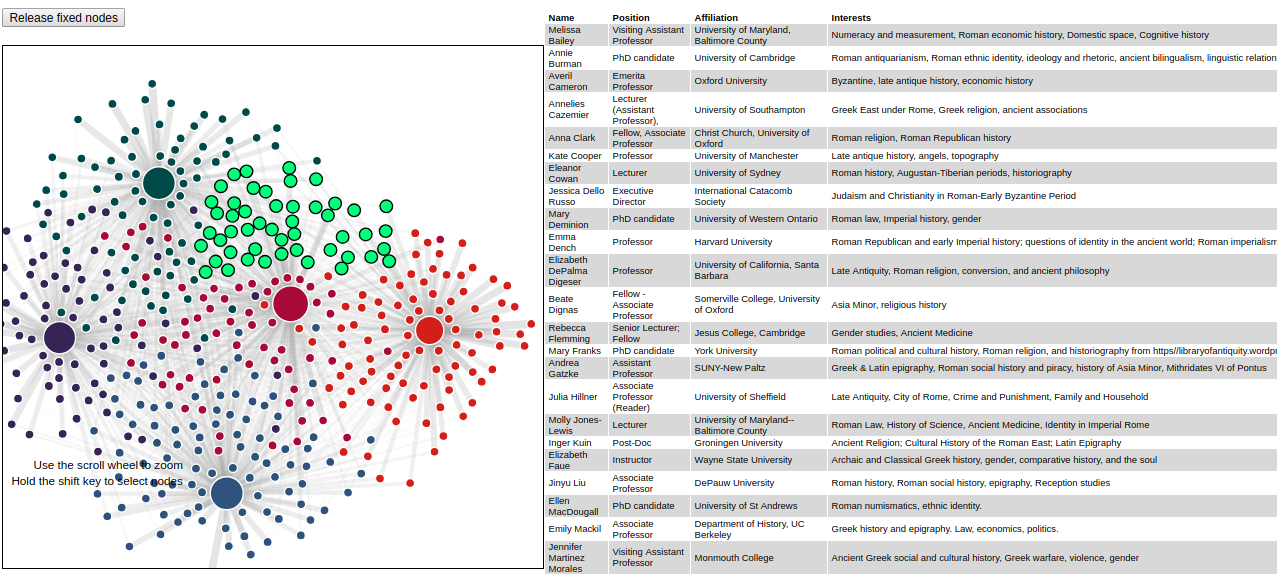 Release fixed nodes
Use the scroll wheel to zoom
Hold the shift key to select nodes
Name Position Affiliation Interests
Melissa Bailey Visiting Assistant Professor University of Maryland, Baltimore County Numeracy and measurement, Roman economic history, Domestic space, Cognitive history
Annie Burman PhD candidate University of Cambridge Roman antiquarianism, Roman ethnic identity, ideology and rhetoric, ancient bilingualism, linguistic relation
Averil Cameron Emerita Professor Oxford University Byzantine, late antique history, economic history
Annelies Cazemier Lecturer (Assistant Professor), University of Southampton Greek East under Rome, Greek religion, ancient associations
Anna Clark Fellow, Associate Professor Christ Church, University of Oxford Roman religion, Roman Republican history
Kate Cooper Professor University of Manchester Late antique history, angels, topography
Eleanor Cowan Lecturer University of Sydney Roman history, Augustan-Tiberian periods, historiography
Jessica Dello Russo Executive Director International Catacomb Society Judaism and Christianity in Roman-Early Byzantine Period
Mary Deminion PhD candidate University of Western Ontario Roman law, Imperial history, gender
Emma Dench Professor Harvard University Roman Republican and early Imperial history; questions of identity in the ancient world; Roman imperialism
Elizabeth DePalma Digeser Professor University of California, Santa Barbara Late Antiquity, Roman religion, conversion, and ancient philosophy
Beate Dignas Fellow - Associate Professor Somerville College, University of Oxford Asia Minor, religious history
Rebecca Flemming Senior Lecturer; Fellow Jesus College, Cambridge Gender studies, Ancient Medicine
Mary Franks PhD candidate York University Roman political and cultural history, Roman religion, and historiography from https//libraryofantiquity.wordpr
Andrea Gatzke Assistant Professor SUNY-New Paltz Greek & Latin epigraphy, Roman social history and piracy, history of Asia Minor, Mithridates VI of Pontus
Julia Hillner Associate Professor (Reader) University of Sheffield Late Antiquity, City of Rome, Crime and Punishment, Family and Household
Molly Jones-Lewis Lecturer University of Maryland--Baltimore County Roman Law, History of Science, Ancient Medicine, Identity in Imperial Rome
Inger Kuin Post-Doc Groningen University Ancient Religion; Cultural History of the Roman East; Latin Epigraphy
Elizabeth Faue Instructor Wayne State University Archaic and Classical Greek history, gender, comparative history, and the soul
Jinyu Liu Associate Professor DePauw University Roman history, Roman social history, epigraphy, Reception studies
Ellen MacDougall PhD candidate University of St Andrews Roman numismatics, ethnic identity.
Emily Mackil Associate Professor Department of History, UC Berkeley Greek history and epigraphy. Law, economics, politics.
Jennifer Martinez Morales Visiting Assistant Professor Monmouth College Ancient Greek social and cultural history, Greek warfare, violence, gender